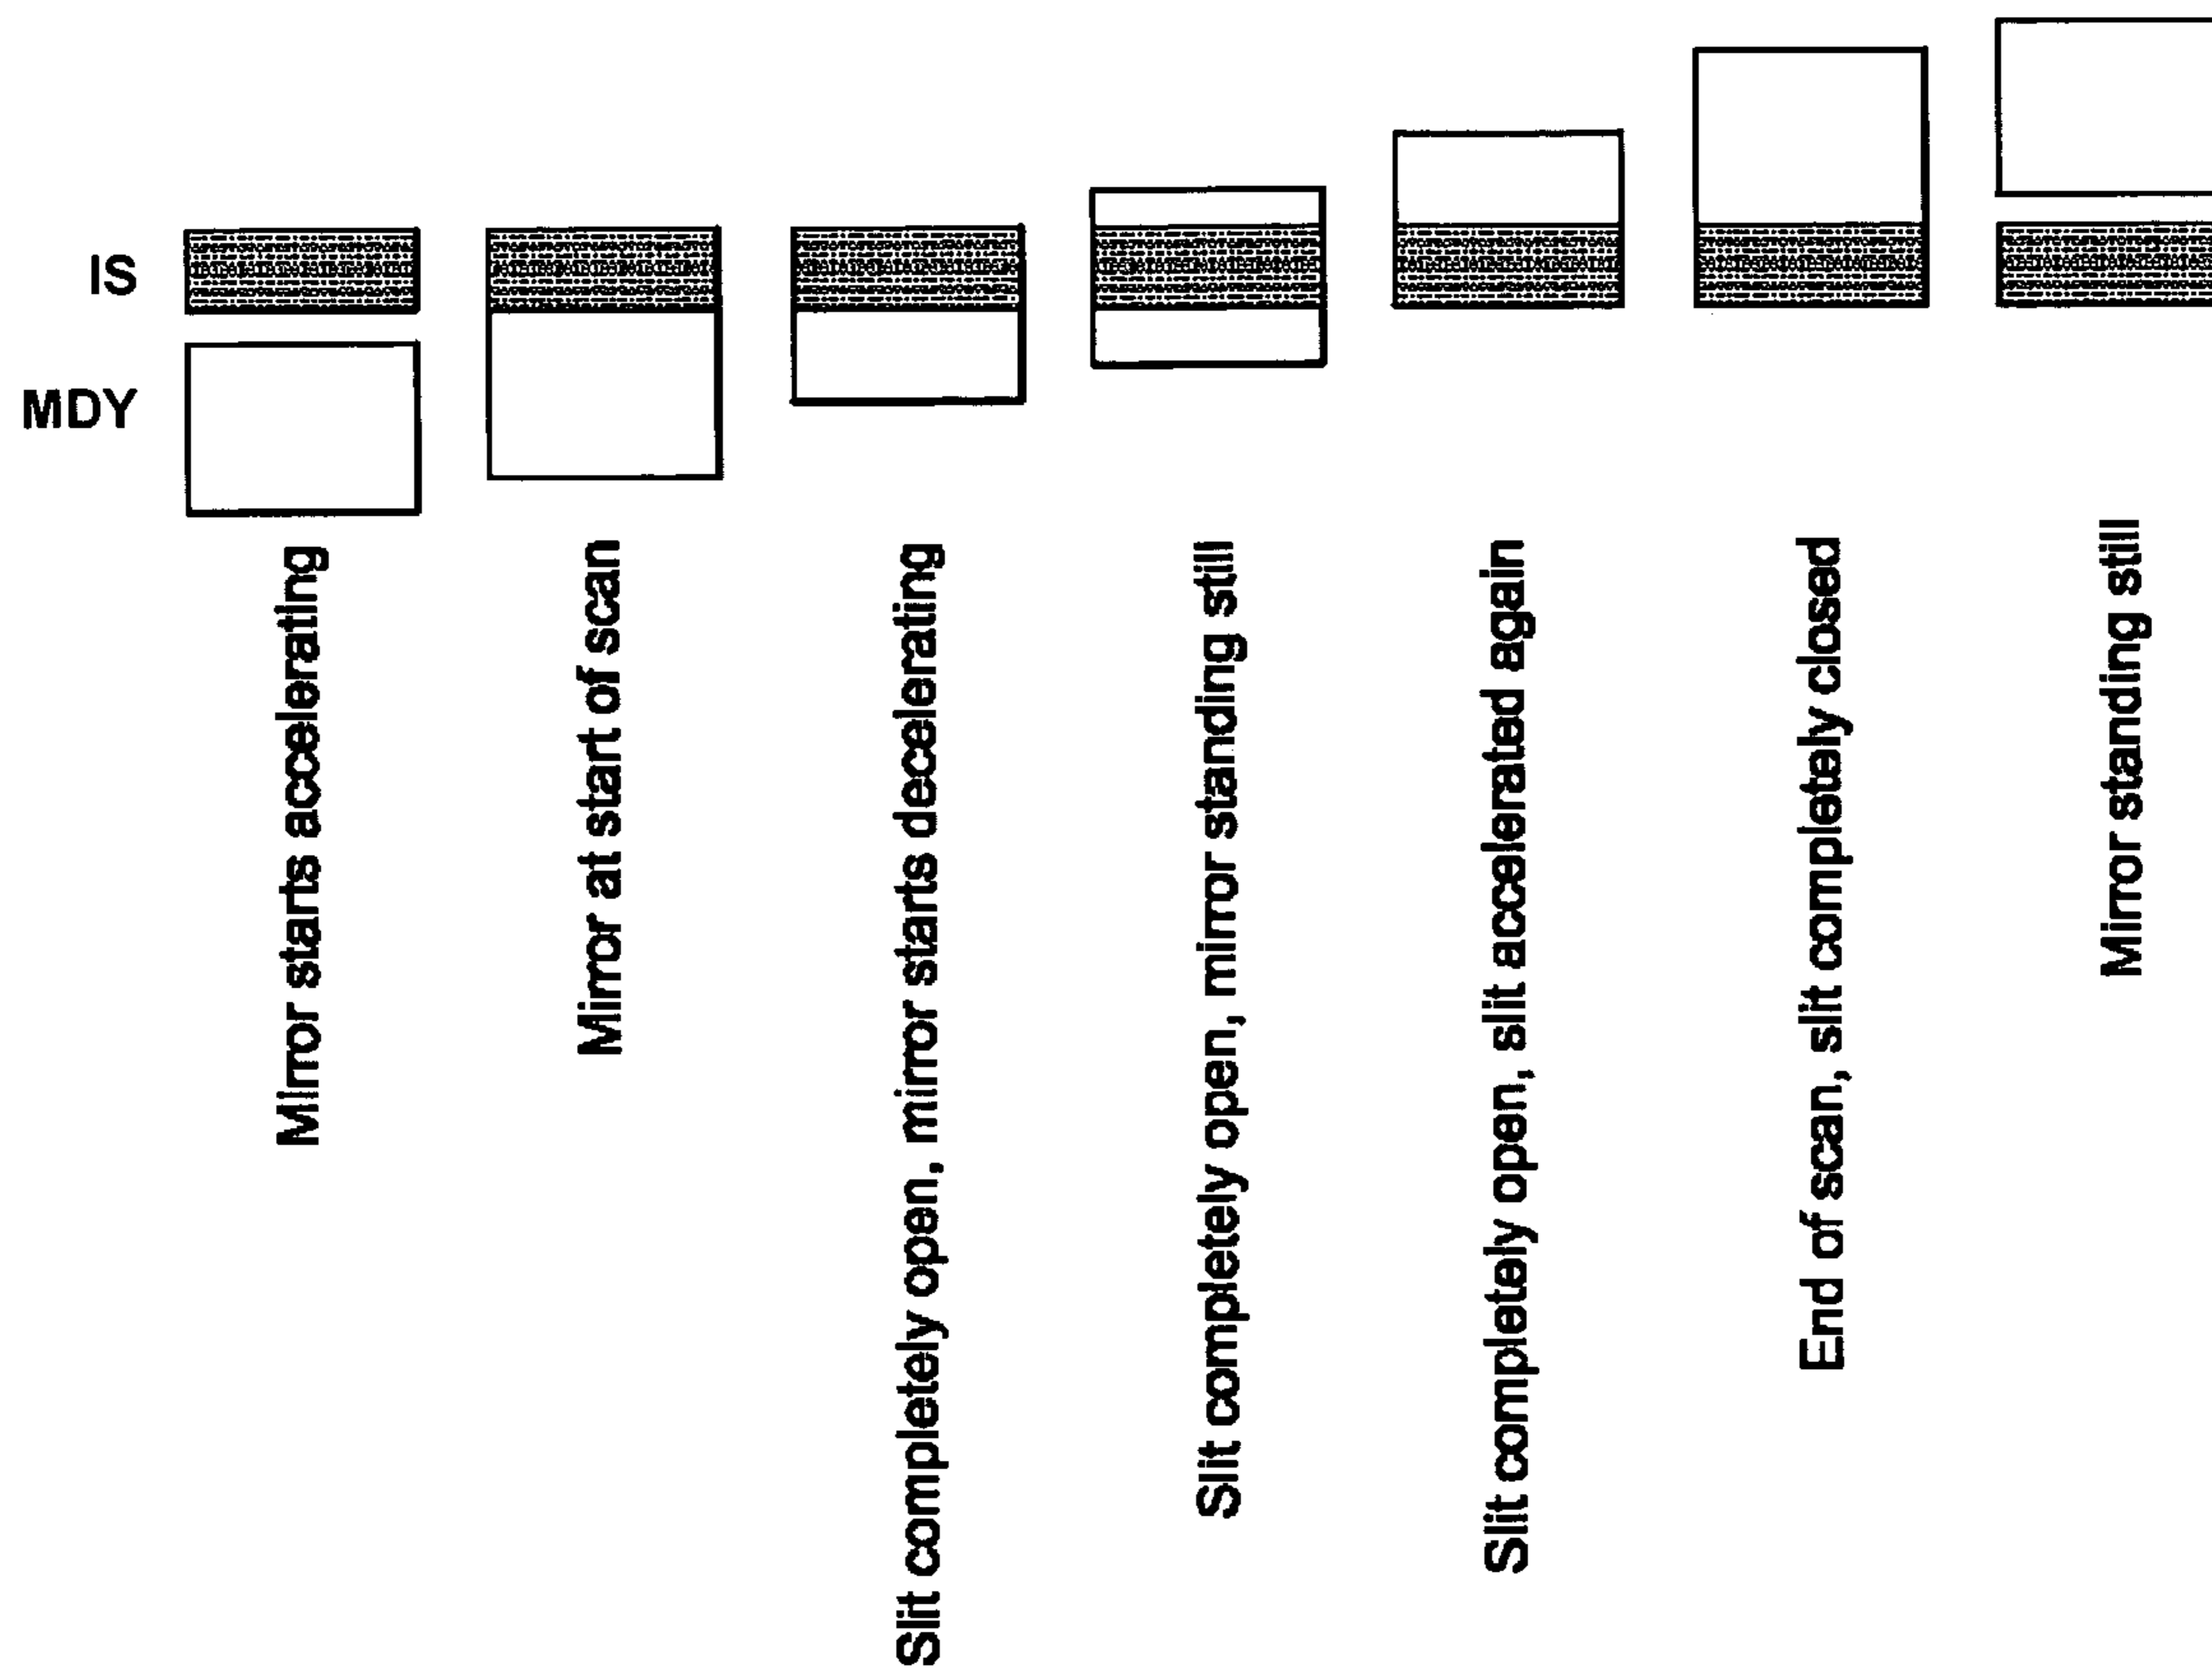 IS
MDY
Mirror starts accelerating
Mirror at start of scan
Slit completely open, mirror starts decelerating
Slit completely open, mirror standing still
Slit completely open, slit accelerated again
End of scan, slit completely closed
Mirror standing still